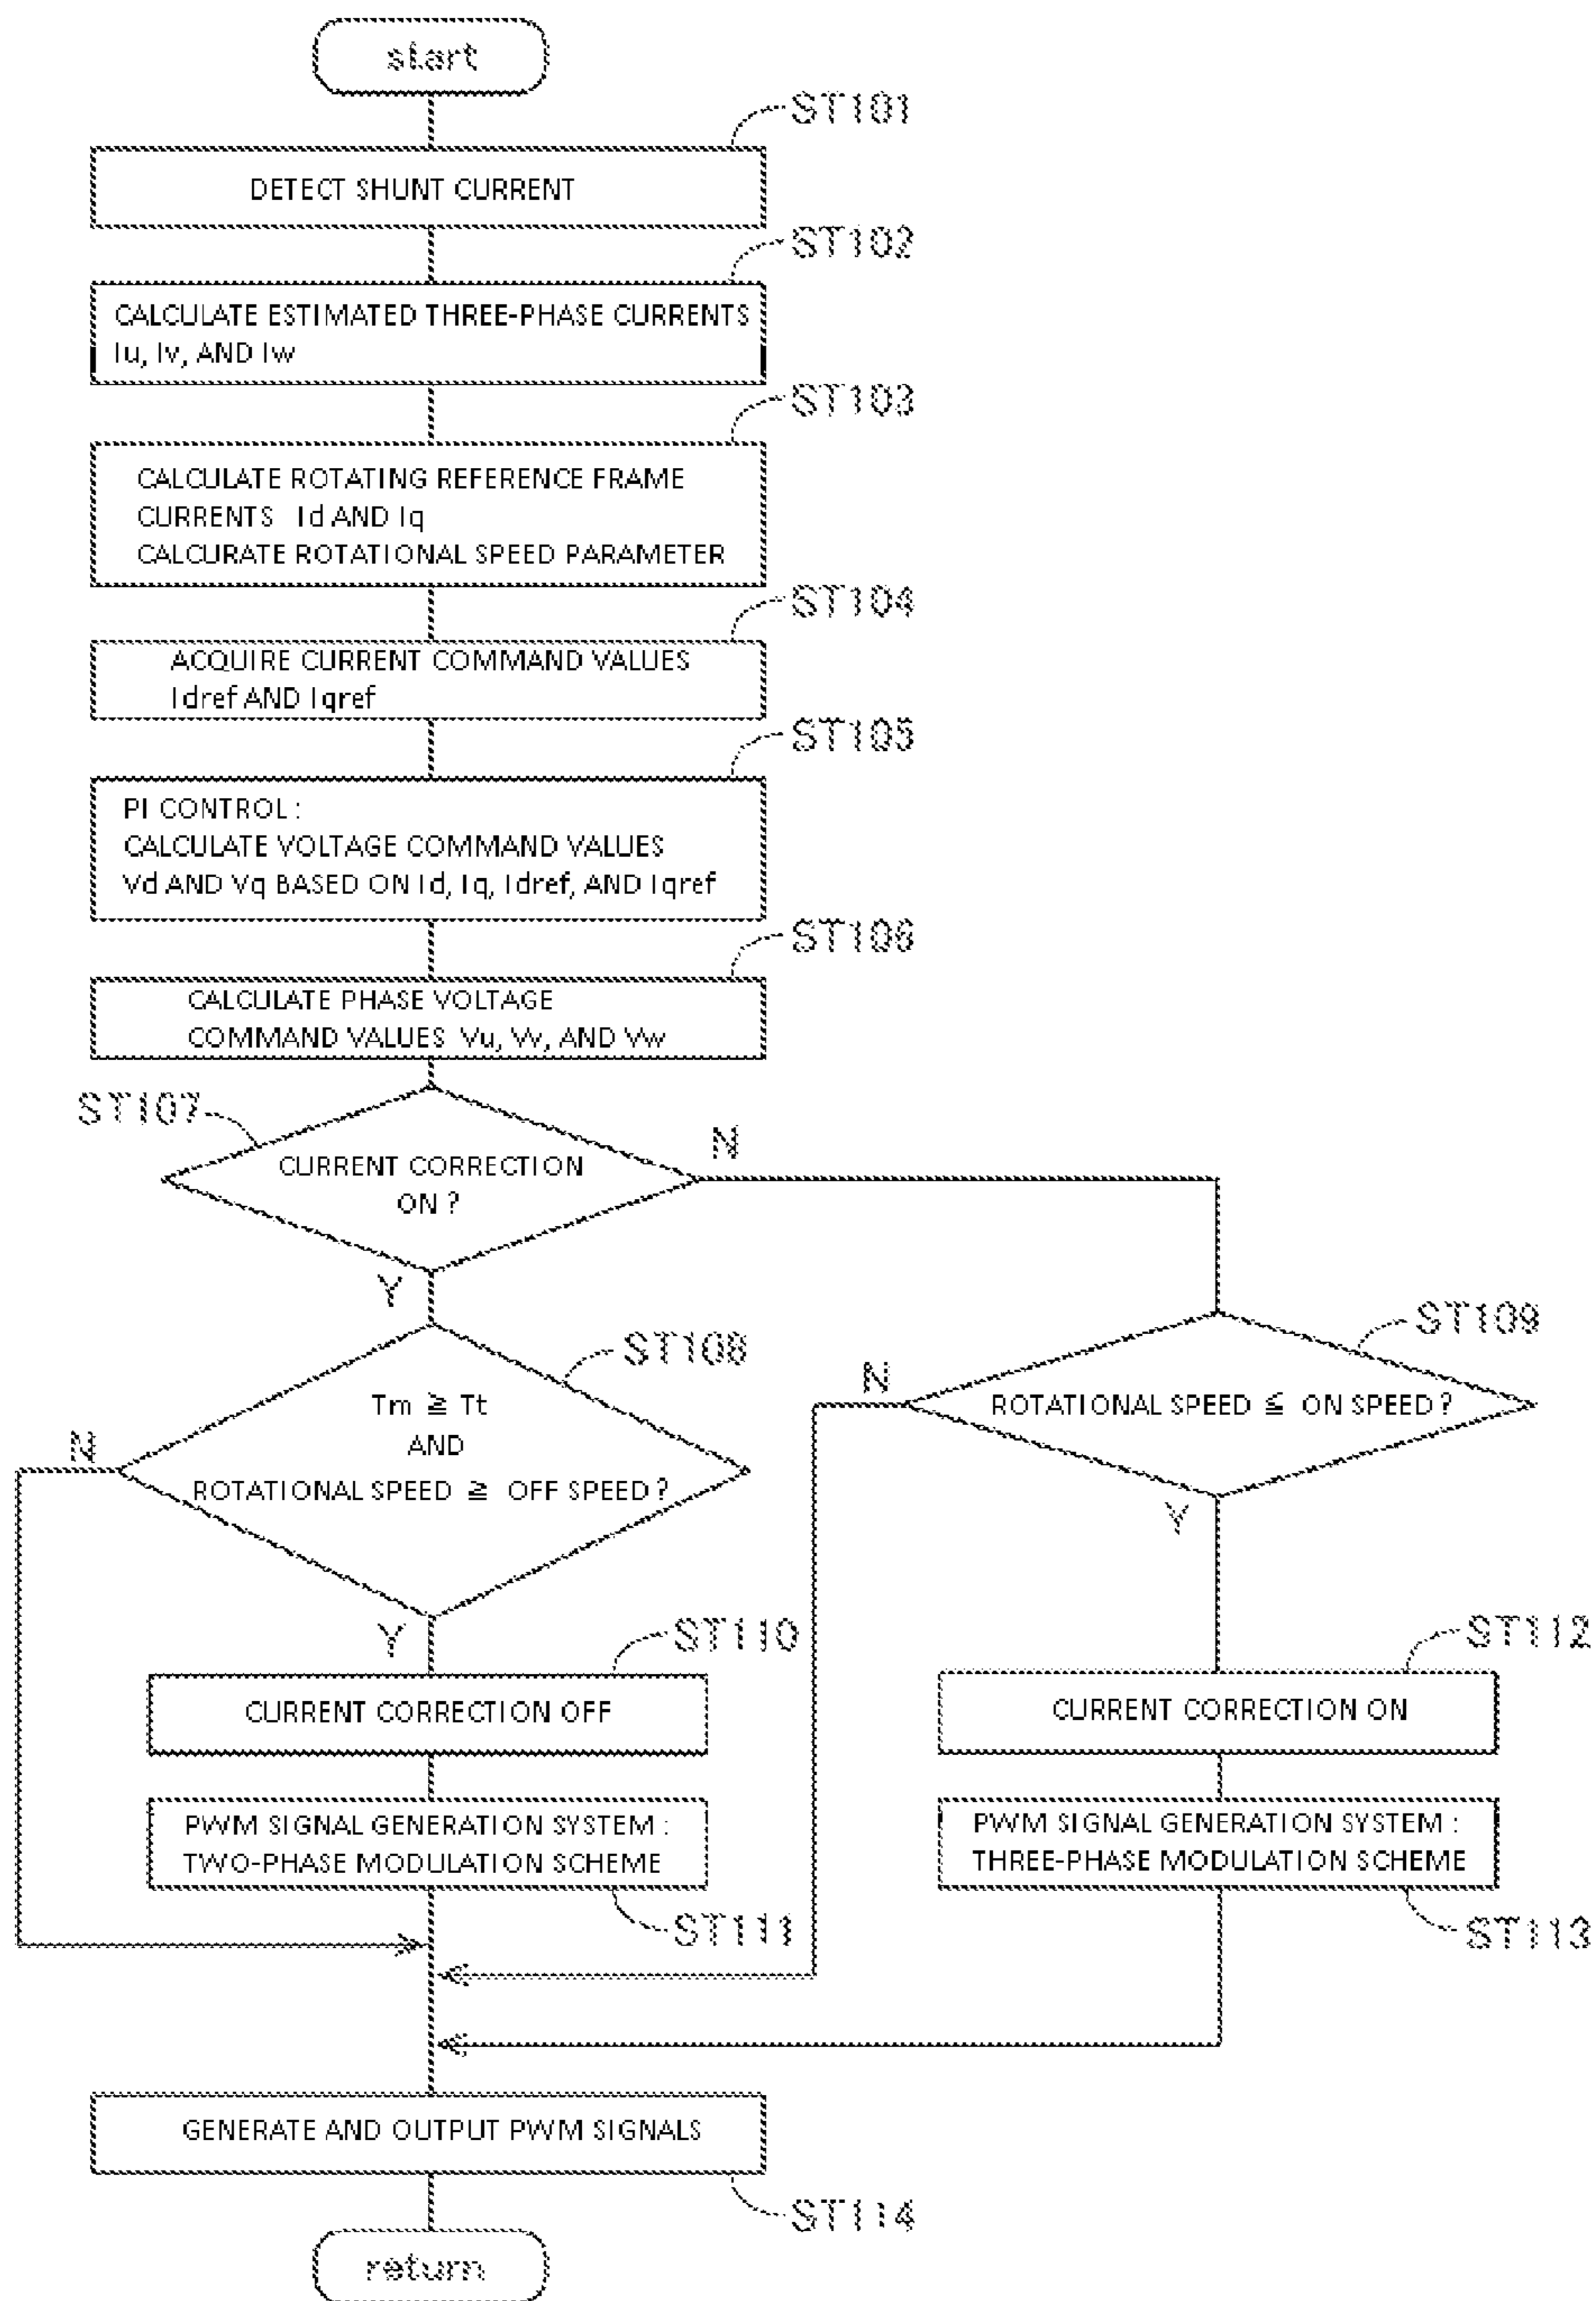 start
ST101
DETECT SHUNT CURRENT
ST102
CALCULATE ESTIMATED THREE-PHASE CURRENTS
Iu, Iv, AND Iw
ST103
CALCULATE ROTATING REFERENCE FRAME
CURRENTS Id AND Iq
CALCURATE ROTATIONAL SPEED PARAMETER
ST104
ACQUIRE CURRENT COMMAND VALUES
Idref AND Iqref
ST105
PI CONTROL :
CALCULATE VOLTAGE COMMAND VALUES
Vd AND Vq BASED ON Id, Iq, Idref, AND Iqref
ST106
CALCULATE PHASE VOLTAGE
COMMAND VALUES Vu, Vv, AND Vw
ST107
N
CURRENT CORRECTION
ON ?
Y
ST108
Tm ≧ Tt
AND
ROTATIONAL SPEED ≧ OFF SPEED ?
N
ST109
N
ROTATIONAL SPEED ≦ ON SPEED ?
Y
Y
ST110
CURRENT CORRECTION OFF
ST112
CURRENT CORRECTION ON
PWM SIGNAL GENERATION SYSTEM :
TWO-PHASE MODULATION SCHEME
ST111
PWM SIGNAL GENERATION SYSTEM :
THREE-PHASE MODULATION SCHEME
ST113
GENERATE AND OUTPUT PWM SIGNALS
ST114
return